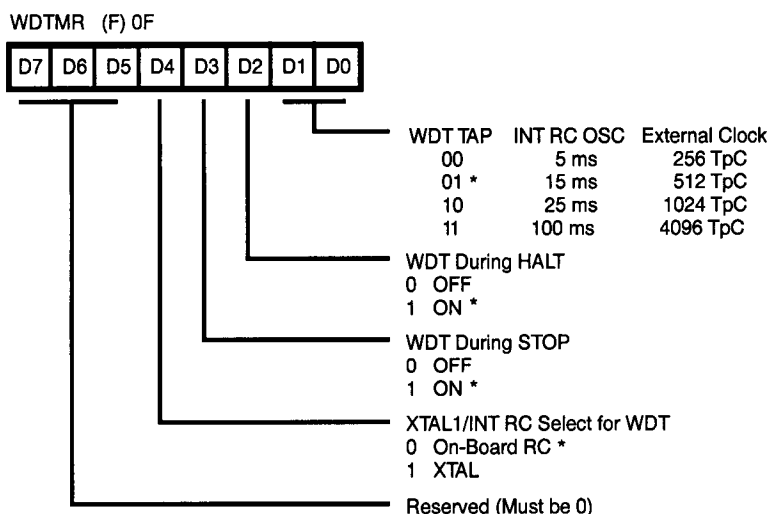 WDTMR (F) 0F
D7 D6 D5 D4 D3 D2 D1 D0
WDT TAP INT RC OSC External Clock
00 5 ms 256 TpC
01 * 15 ms 512 TpC
10 25 ms 1024 TpC
11 100 ms 4096 TpC
WDT During HALT
0 OFF
1 ON *
WDT During STOP
0 OFF
1 ON *
XTAL1/INT RC Select for WDT
0 On-Board RC *
1 XTAL
Reserved (Must be 0)